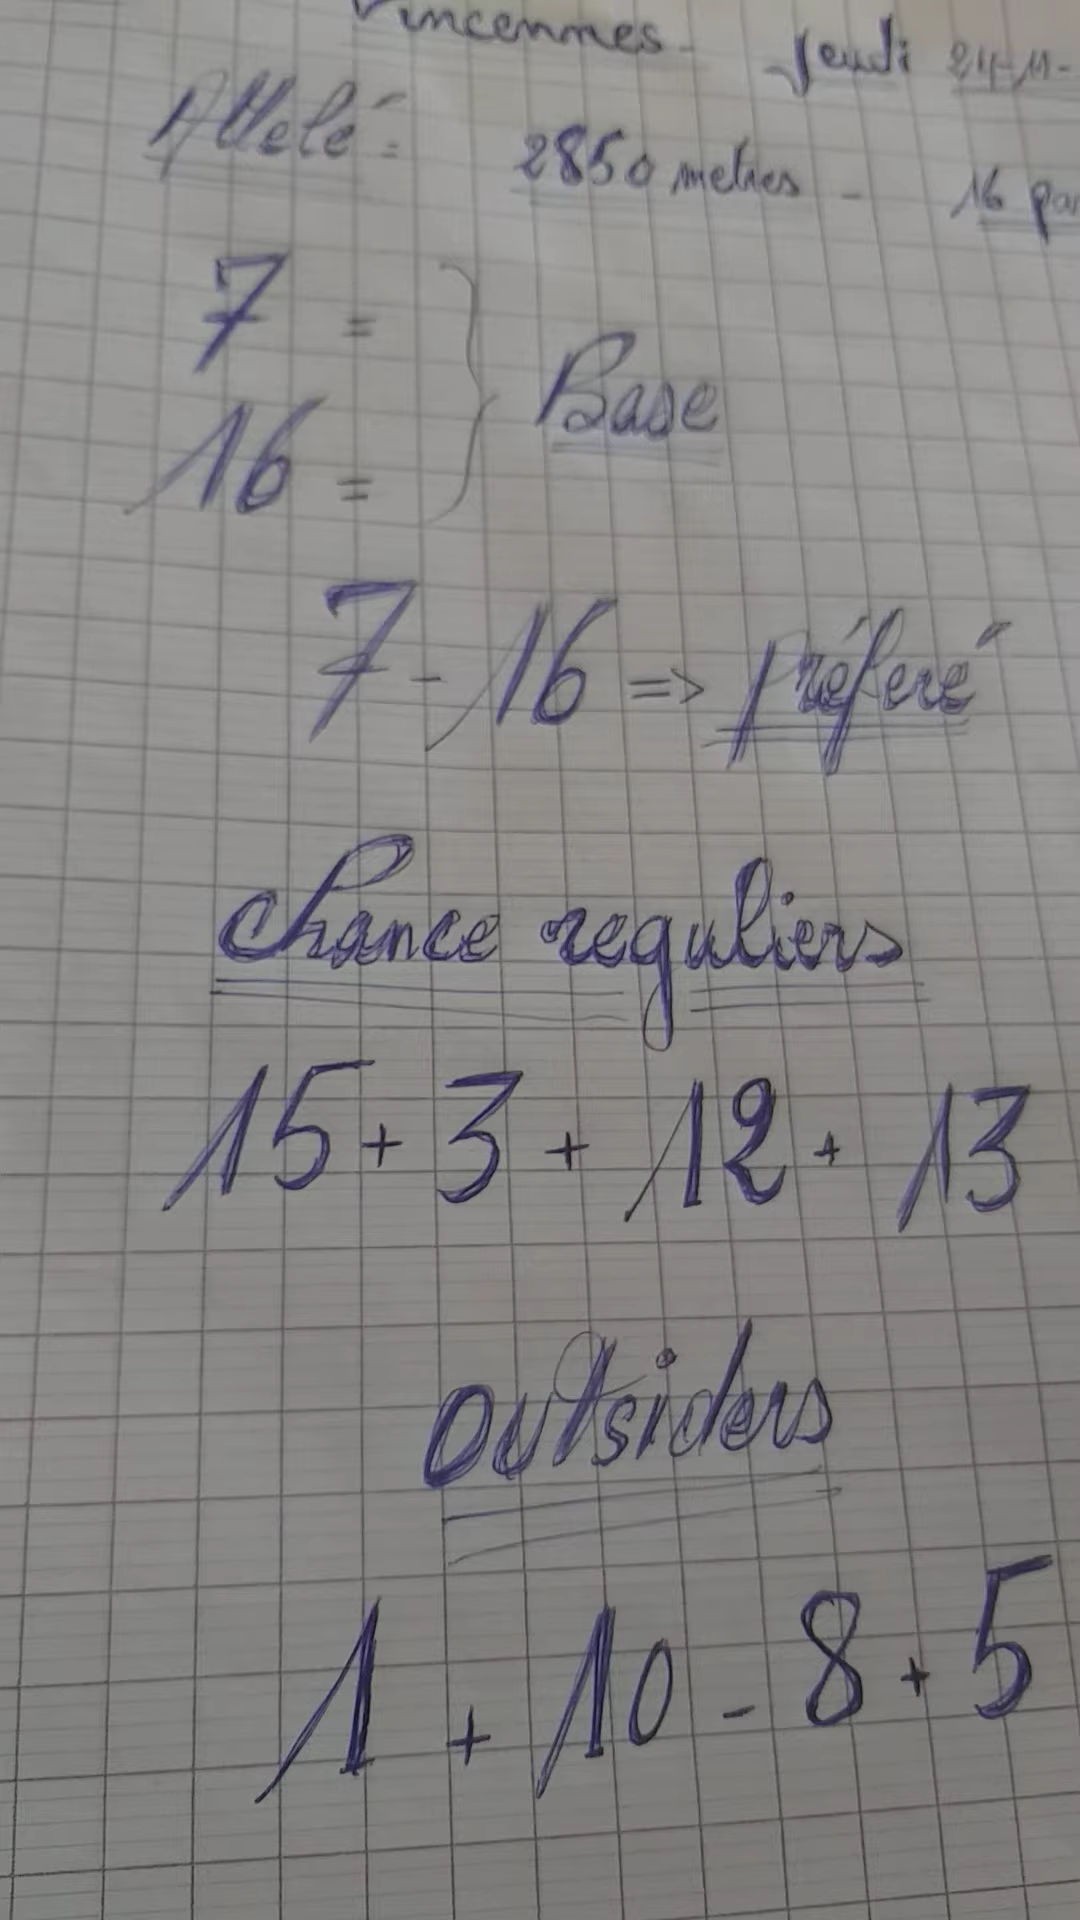 Vincennes - Jeudi 24-11-
Attelé = 2850 metres - 16 par
7 =
Base
16 =
7 - 16 => préféré
Chance reguliers
15 + 3 + 12 + 13
Outsiders
1 + 10 - 8 + 5